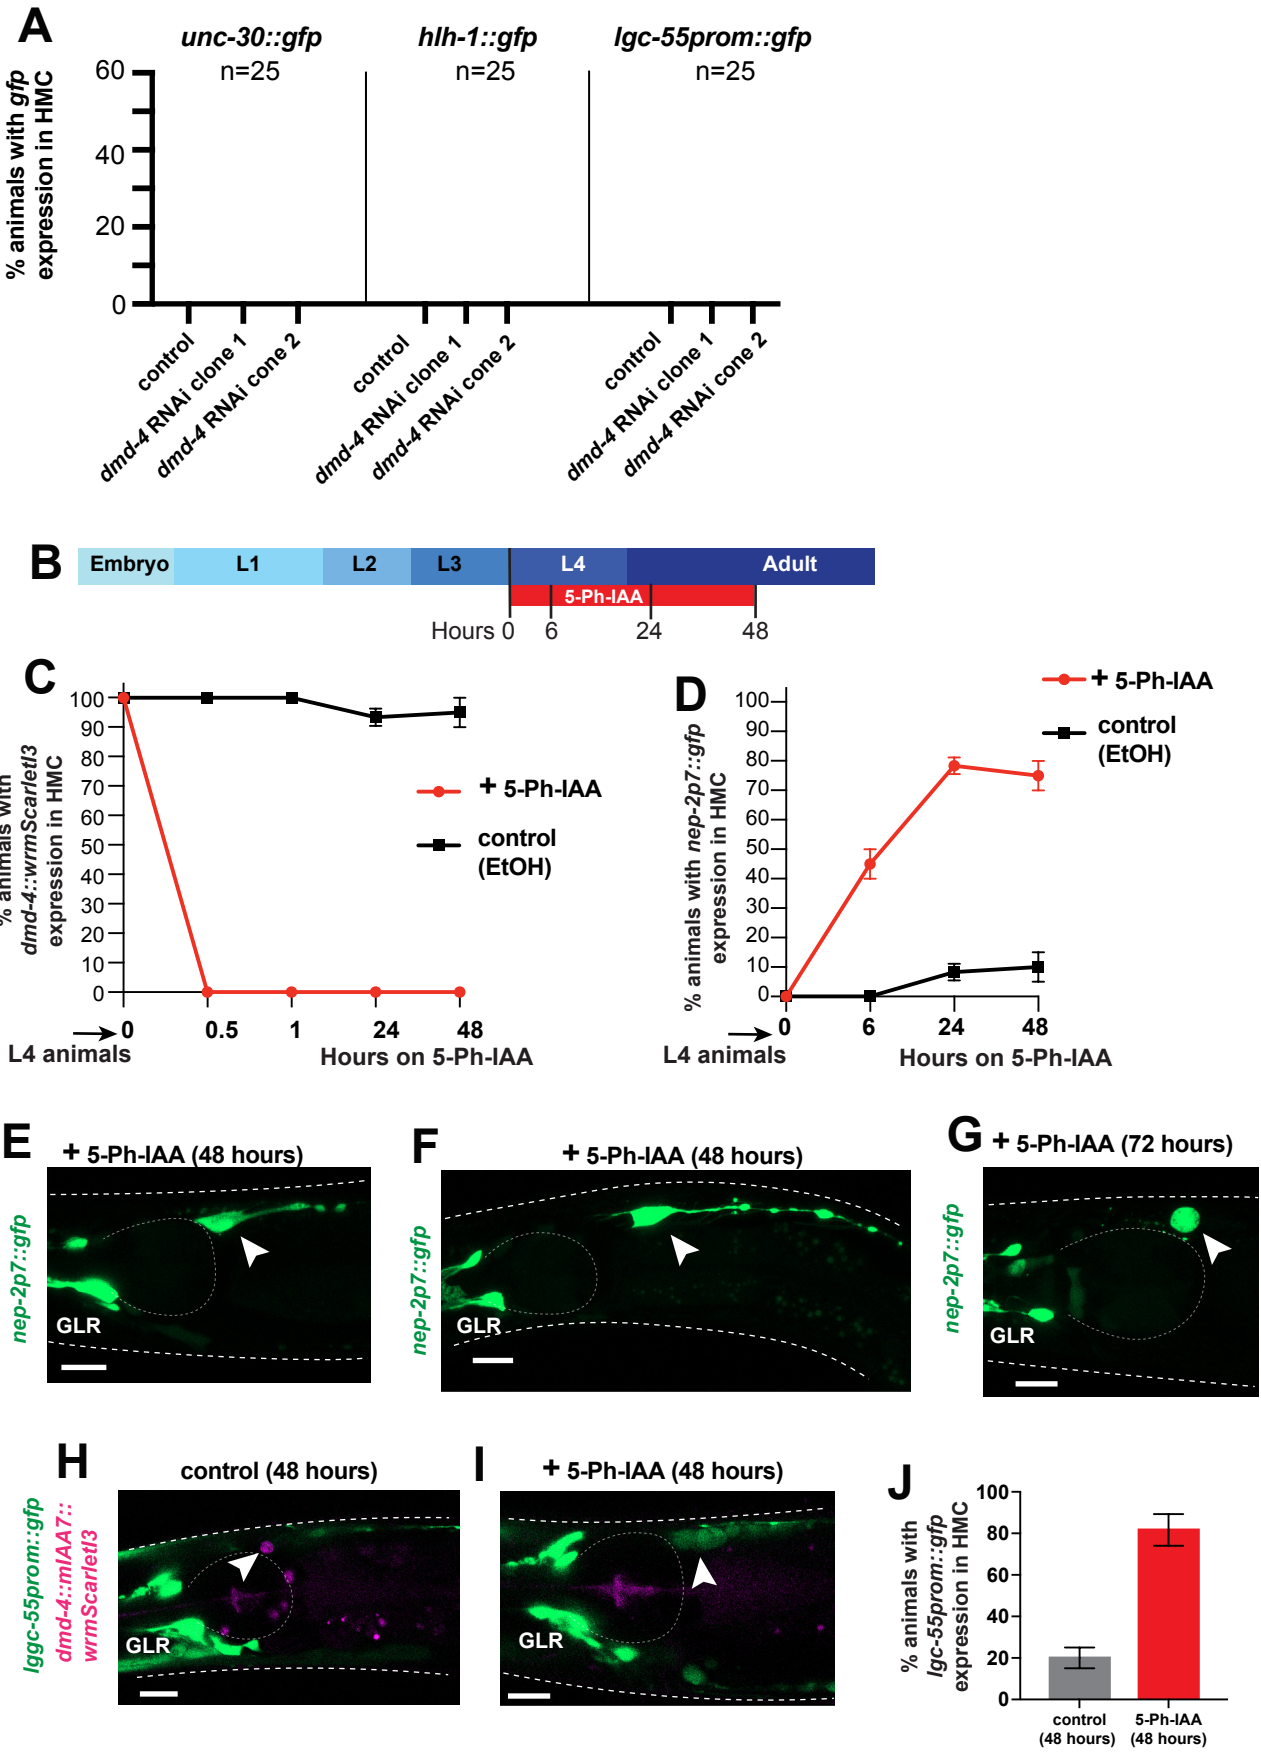 A
unc-30::gfp
hlh-1::gfp
lgc-55prom::gfp
n=25
n=25
n=25
% animals with gfp
expression in HMC
60
40
20
0
control
dmd-4 RNAi clone 1
dmd-4 RNAi cone 2
control
dmd-4 RNAi clone 1
dmd-4 RNAi cone 2
control
dmd-4 RNAi clone 1
dmd-4 RNAi cone 2
B
Embryo
L1
L2
L3
L4
Adult
5-Ph-IAA
Hours 0
6
24
48
C
% animals with
dmd-4::wrmScarletI3
expression in HMC
100
90
80
70
60
50
40
30
20
10
0
+ 5-Ph-IAA
control
(EtOH)
0
0.5
1
24
48
L4 animals
Hours on 5-Ph-IAA
D
% animals with nep-2p7::gfp
expression in HMC
100
90
80
70
60
50
40
30
20
10
0
+ 5-Ph-IAA
control
(EtOH)
0
6
24
48
L4 animals
Hours on 5-Ph-IAA
E
+ 5-Ph-IAA (48 hours)
nep-2p7::gfp
GLR
F
+ 5-Ph-IAA (48 hours)
nep-2p7::gfp
GLR
G
+ 5-Ph-IAA (72 hours)
nep-2p7::gfp
GLR
H
control (48 hours)
lggc-55prom::gfp
dmd-4::mIAA7::
wrmScarletI3
GLR
I
+ 5-Ph-IAA (48 hours)
GLR
J
% animals with
lgc-55prom::gfp
expression in HMC
100
80
60
40
20
0
control
(48 hours)
5-Ph-IAA
(48 hours)